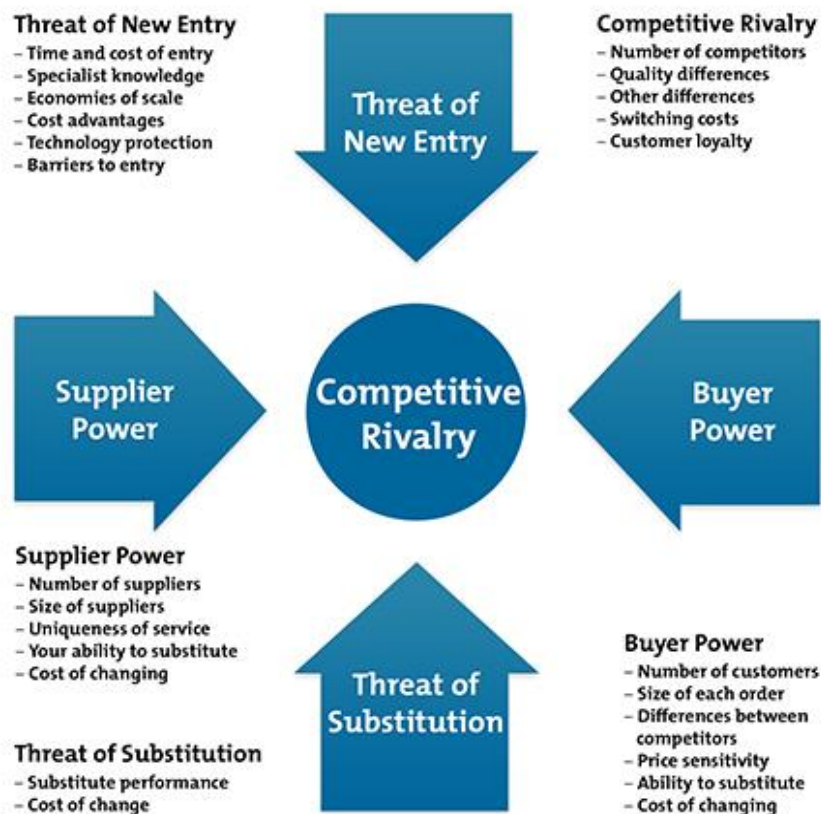 Threat of New Entry
– Time and cost of entry
– Specialist knowledge
– Economies of scale
– Cost advantages
– Technology protection
– Barriers to entry
Threat of
New Entry
Competitive Rivalry
– Number of competitors
– Quality differences
– Other differences
– Switching costs
– Customer loyalty
Supplier
Power
Competitive
Rivalry
Buyer
Power
Supplier Power
– Number of suppliers
– Size of suppliers
– Uniqueness of service
– Your ability to substitute
– Cost of changing
Threat of Substitution
– Substitute performance
– Cost of change
Threat of
Substitution
Buyer Power
– Number of customers
– Size of each order
– Differences between
competitors
– Price sensitivity
– Ability to substitute
– Cost of changing